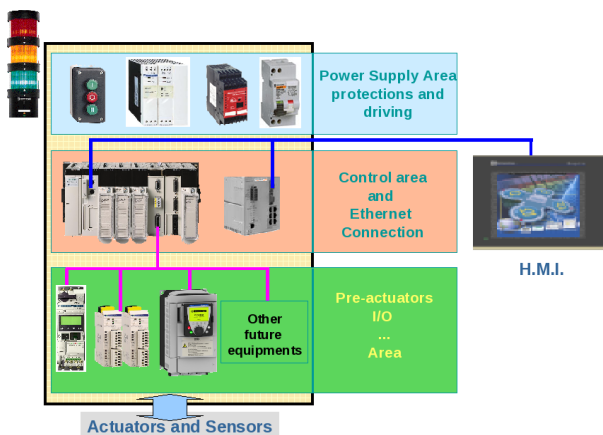 Power Supply Area
protections and
driving
Control area
and
Ethernet
Connection
H.M.I.
Pre-actuators
I/O
...
Area
Other
future
equipments
Actuators and Sensors